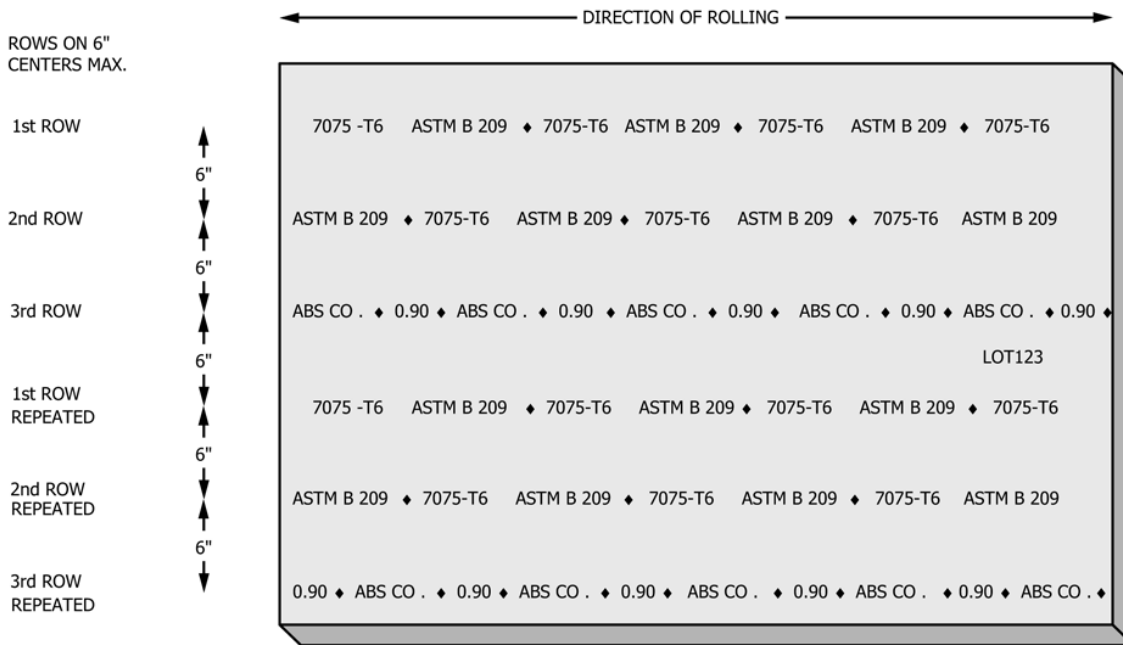 DIRECTION OF ROLLING
ROWS ON 6"
CENTERS MAX.
1st ROW
7075 -T6 ASTM B 209 ♦ 7075-T6 ASTM B 209 ♦ 7075-T6 ASTM B 209 ♦ 7075-T6
6"
2nd ROW
ASTM B 209 ♦ 7075-T6 ASTM B 209 ♦ 7075-T6 ASTM B 209 ♦ 7075-T6 ASTM B 209
6"
3rd ROW
ABS CO . ♦ 0.90 ♦ ABS CO . ♦ 0.90 ♦ ABS CO . ♦ 0.90 ♦ ABS CO . ♦ 0.90 ♦ ABS CO . ♦ 0.90 ♦
6"
LOT123
1st ROW
REPEATED
7075 -T6 ASTM B 209 ♦ 7075-T6 ASTM B 209 ♦ 7075-T6 ASTM B 209 ♦ 7075-T6
6"
2nd ROW
REPEATED
ASTM B 209 ♦ 7075-T6 ASTM B 209 ♦ 7075-T6 ASTM B 209 ♦ 7075-T6 ASTM B 209
6"
3rd ROW
REPEATED
0.90 ♦ ABS CO . ♦ 0.90 ♦ ABS CO . ♦ 0.90 ♦ ABS CO . ♦ 0.90 ♦ ABS CO . ♦ 0.90 ♦ ABS CO . ♦